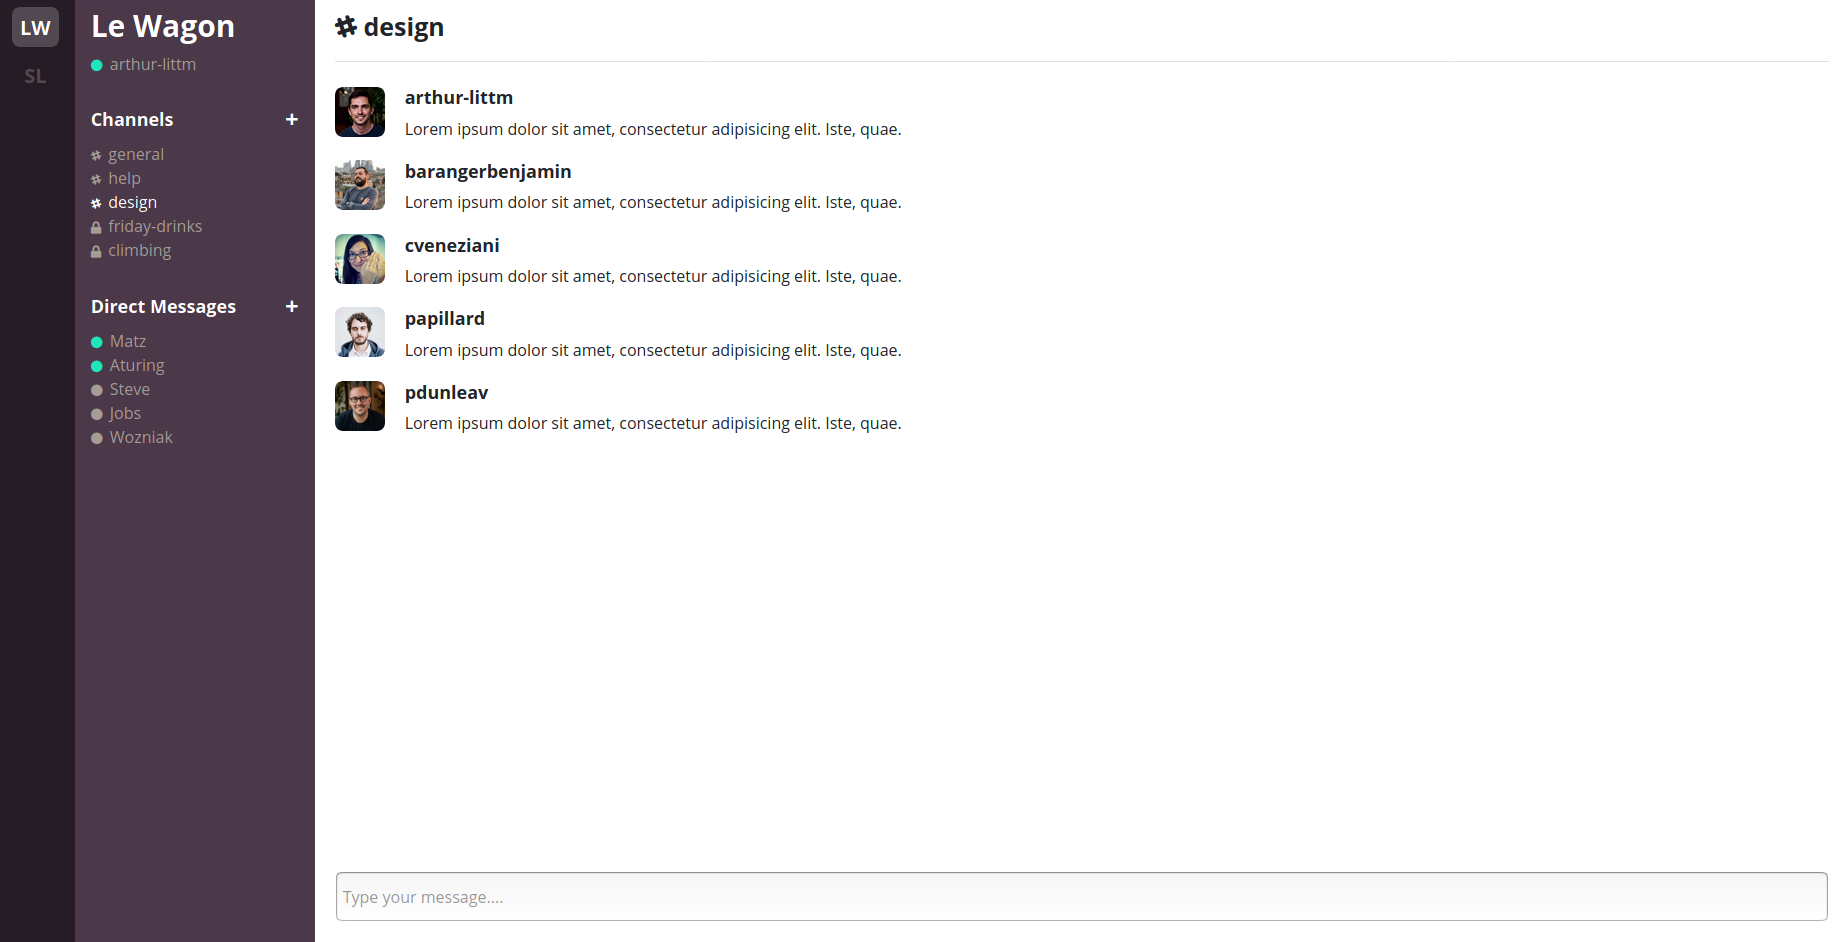 LW
SL
Le Wagon
arthur-littm
Channels +
general
help
design
friday-drinks
climbing
Direct Messages +
Matz
Aturing
Steve
Jobs
Wozniak
# design
arthur-littm
Lorem ipsum dolor sit amet, consectetur adipisicing elit. Iste, quae.
barangerbenjamin
Lorem ipsum dolor sit amet, consectetur adipisicing elit. Iste, quae.
cveneziani
Lorem ipsum dolor sit amet, consectetur adipisicing elit. Iste, quae.
papillard
Lorem ipsum dolor sit amet, consectetur adipisicing elit. Iste, quae.
pdunleav
Lorem ipsum dolor sit amet, consectetur adipisicing elit. Iste, quae.
Type your message....